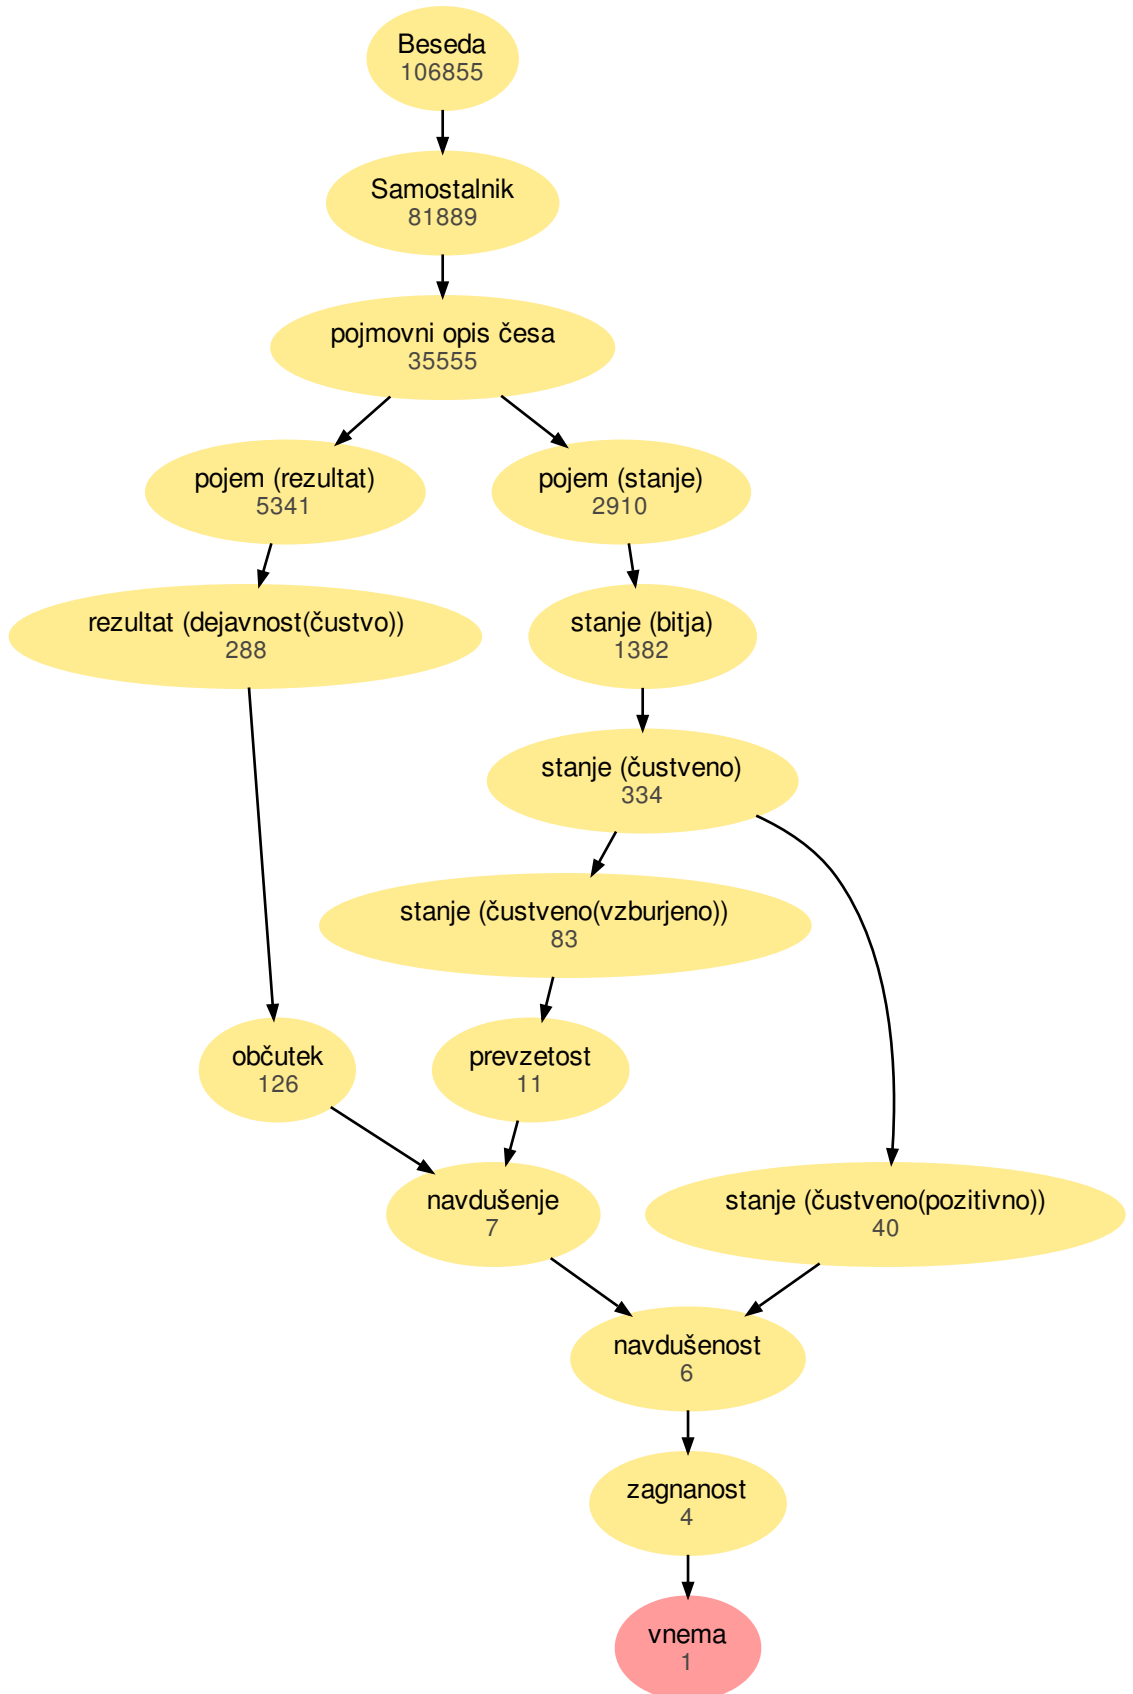 Beseda
106855
Samostalnik
81889
pojmovni opis česa
35555
pojem (rezultat)
5341
pojem (stanje)
2910
rezultat (dejavnost(čustvo))
288
stanje (bitja)
1382
stanje (čustveno)
334
stanje (čustveno(vzburjeno))
83
občutek
126
prevzetost
11
navdušenje
7
stanje (čustveno(pozitivno))
40
navdušenost
6
zagnanost
4
vnema
1